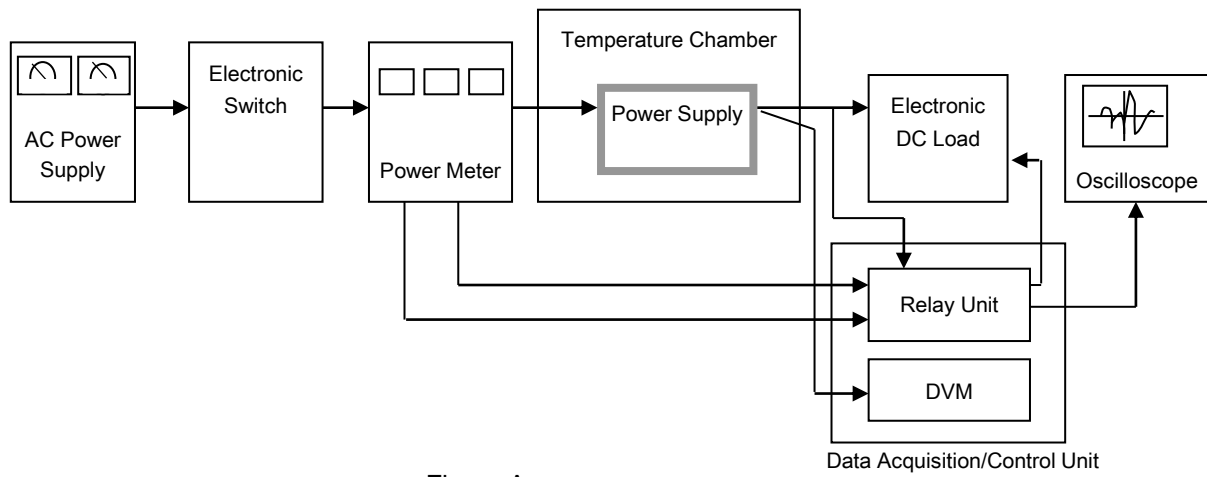 Temperature Chamber
Electronic
Switch
Power Supply
Electronic
DC Load
AC Power
Supply
Power Meter
Oscilloscope
Relay Unit
DVM
Data Acquisition/Control Unit